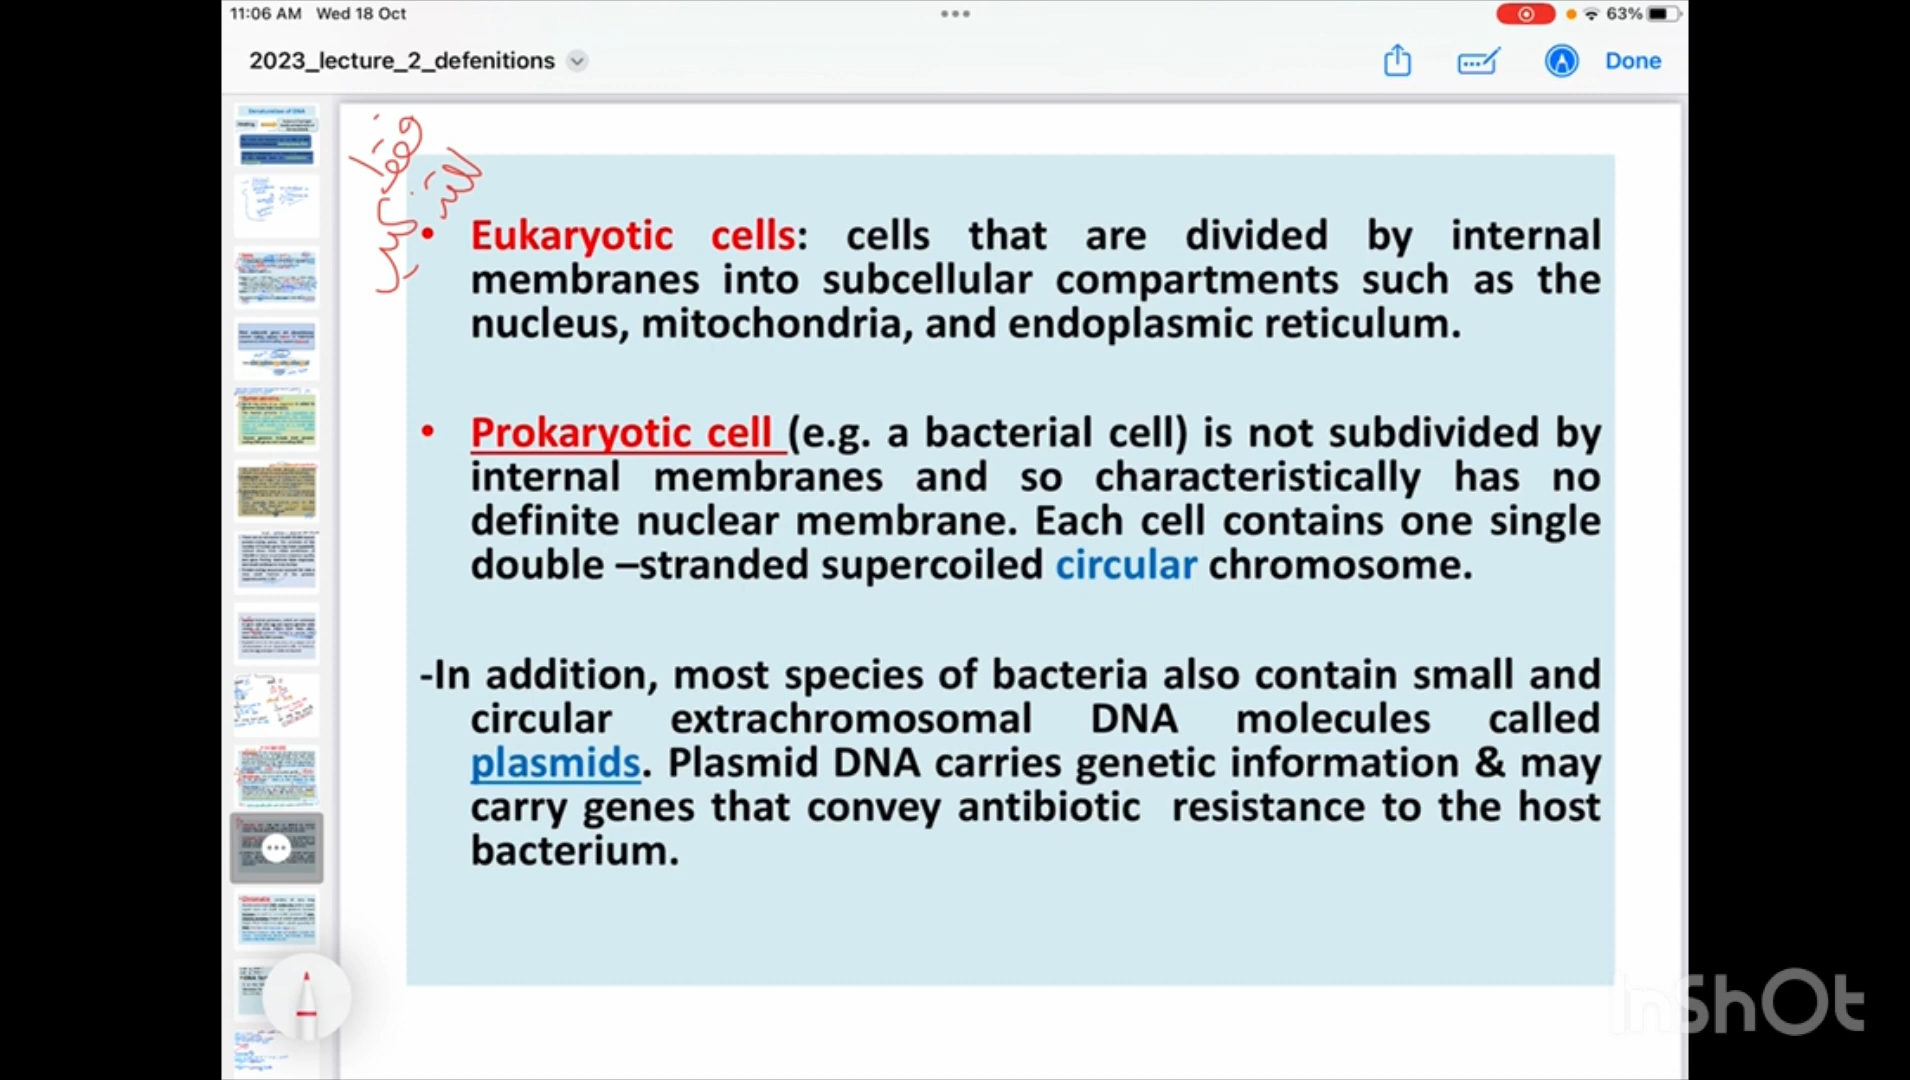 11:06 AM Wed 18 Oct
63%
2023_lecture_2_defenitions
Done
• Eukaryotic cells: cells that are divided by internal
membranes into subcellular compartments such as the
nucleus, mitochondria, and endoplasmic reticulum.
• Prokaryotic cell (e.g. a bacterial cell) is not subdivided by
internal membranes and so characteristically has no
definite nuclear membrane. Each cell contains one single
double –stranded supercoiled circular chromosome.
-In addition, most species of bacteria also contain small and
circular extrachromosomal DNA molecules called
plasmids. Plasmid DNA carries genetic information & may
carry genes that convey antibiotic resistance to the host
bacterium.
InShOt